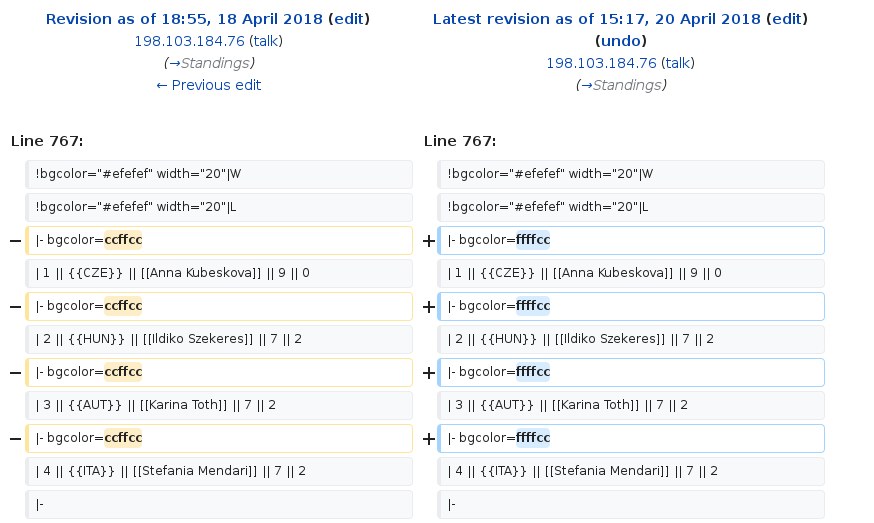 Revision as of 18:55, 18 April 2018 (edit)
198.103.184.76 (talk)
(→Standings)
← Previous edit
Latest revision as of 15:17, 20 April 2018 (edit)
(undo)
198.103.184.76 (talk)
(→Standings)
Line 767:
Line 767:
!bgcolor="#efefef" width="20"|W
!bgcolor="#efefef" width="20"|W
!bgcolor="#efefef" width="20"|L
!bgcolor="#efefef" width="20"|L
− |- bgcolor=ccffcc
+ |- bgcolor=ffffcc
| 1 || {{CZE}} || [[Anna Kubeskova]] || 9 || 0
| 1 || {{CZE}} || [[Anna Kubeskova]] || 9 || 0
− |- bgcolor=ccffcc
+ |- bgcolor=ffffcc
| 2 || {{HUN}} || [[Ildiko Szekeres]] || 7 || 2
| 2 || {{HUN}} || [[Ildiko Szekeres]] || 7 || 2
− |- bgcolor=ccffcc
+ |- bgcolor=ffffcc
| 3 || {{AUT}} || [[Karina Toth]] || 7 || 2
| 3 || {{AUT}} || [[Karina Toth]] || 7 || 2
− |- bgcolor=ccffcc
+ |- bgcolor=ffffcc
| 4 || {{ITA}} || [[Stefania Mendari]] || 7 || 2
| 4 || {{ITA}} || [[Stefania Mendari]] || 7 || 2
|-
|-